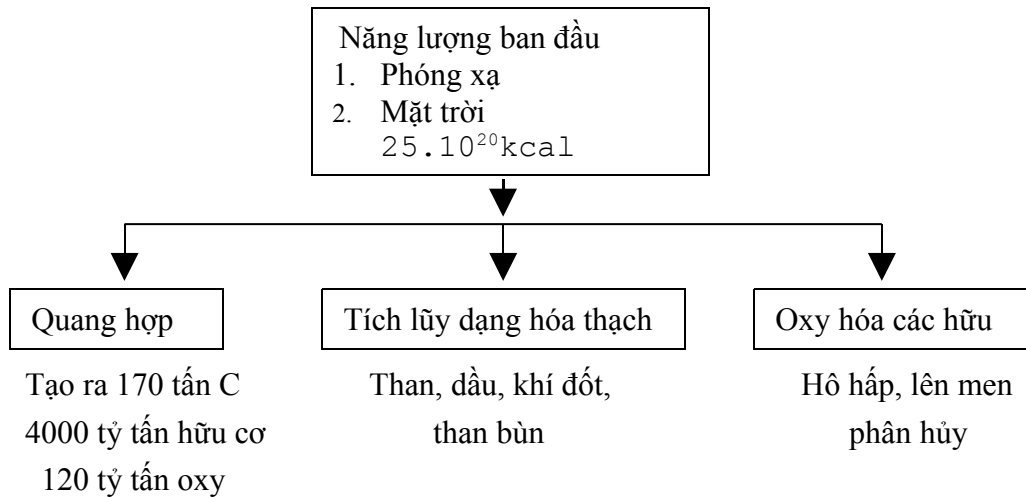 Năng lượng ban đầu
1. Phóng xạ
2. Mặt trời
25.10²⁰kcal
Quang hợp
Tích lũy dạng hóa thạch
Oxy hóa các hữu
Tạo ra 170 tấn C
4000 tỷ tấn hữu cơ
120 tỷ tấn oxy
Than, dầu, khí đốt,
than bùn
Hô hấp, lên men
phân hủy